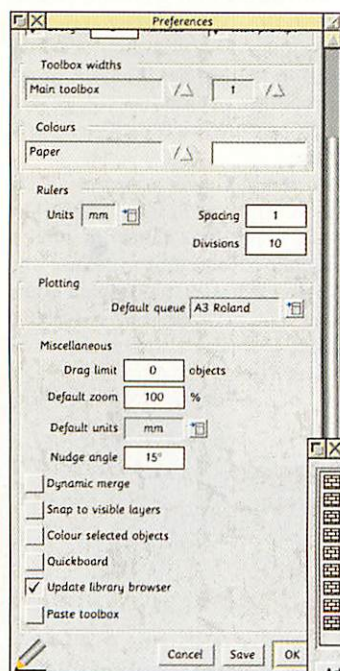 Preferences
Toolbox widths
Main toolbox 1
Colours
Paper
Rulers
Units mm Spacing 1
Divisions 10
Plotting
Default queue A3 Roland
Miscellaneous
Drag limit 0 objects
Default zoom 100 %
Default units mm
Nudge angle 15°
Dynamic merge
Snap to visible layers
Colour selected objects
Quickboard
Update library browser
Paste toolbox
Cancel Save OK